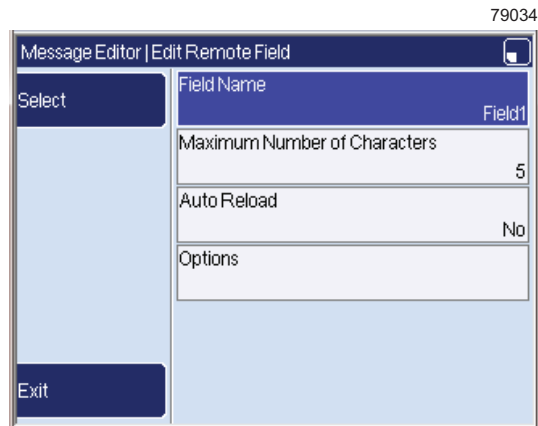 79034
Message Editor | Edit Remote Field
Select
Field Name
Field1
Maximum Number of Characters
5
Auto Reload
No
Options
Exit